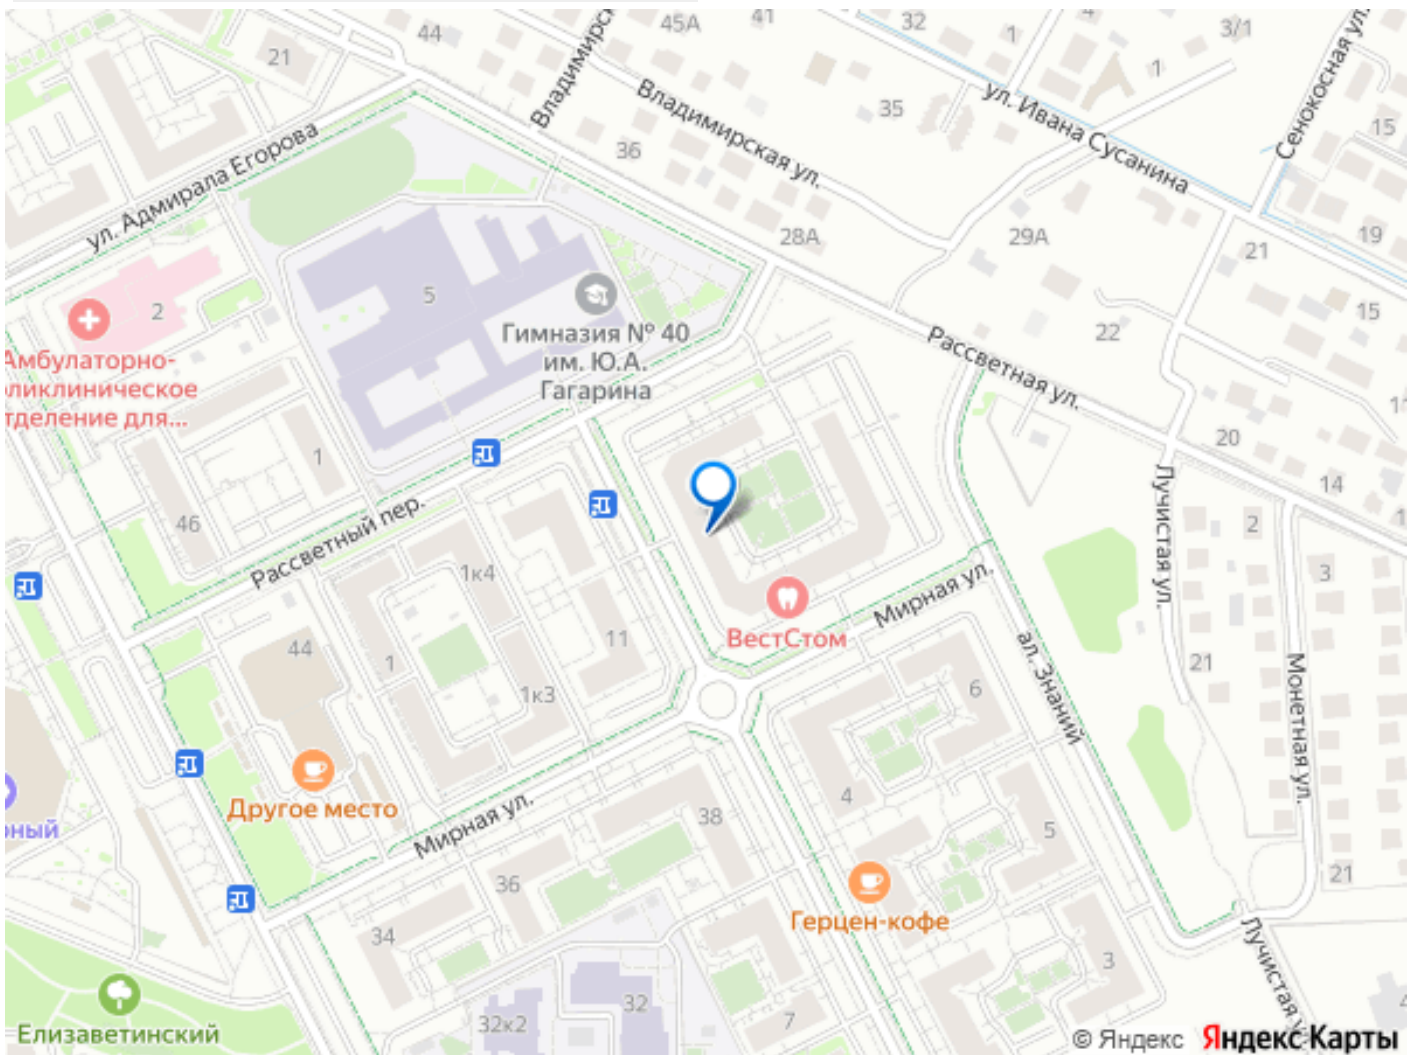 44
45А
41
32
1
4
3/1
21
Владимирск
Владимирская ул.
35
ул. Ивана Сусанина
7
Сенокосная ул.
15
36
ул. Адмирала Егорова
28А
29А
21
19
15
5
2
Гимназия № 40
им. Ю.А.
Гагарина
Амбулаторно-
оликлиническое
тделение для...
Рассветная ул.
22
20
14
1
46
Рассветный пер.
1к4
11
1
1к3
44
ВестСтом
Мирная ул.
ал. Знаний
Лучистая ул.
2
3
21
Монетная ул.
6
4
5
Другое место
Мирная ул.
38
36
34
Герцен-кофе
21
3
Лучистая у
32
32к2
7
рный
Елизаветинский
© Яндекс Яндекс Карты